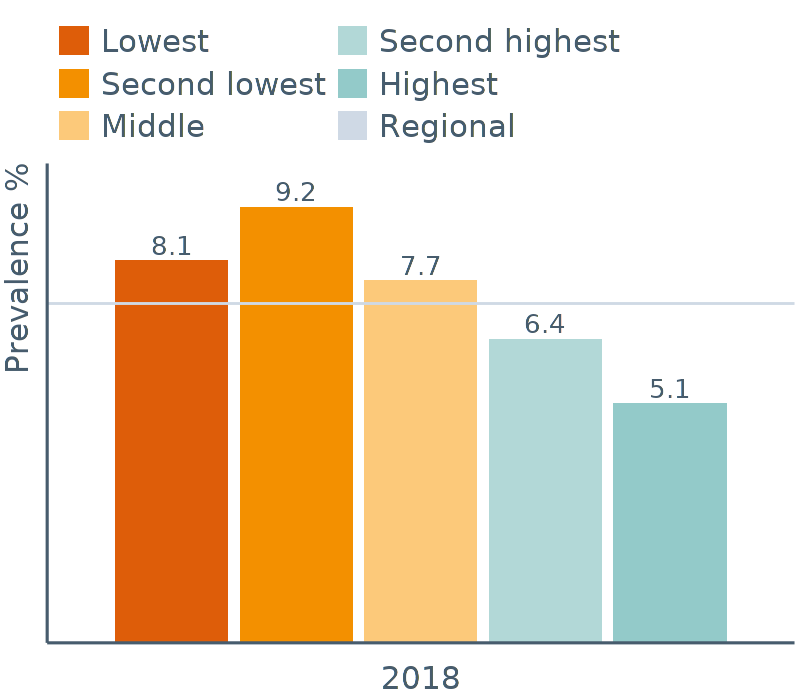 Lowest
Second lowest
Middle
Second highest
Highest
Regional
Prevalence %
8.1
9.2
7.7
6.4
5.1
2018